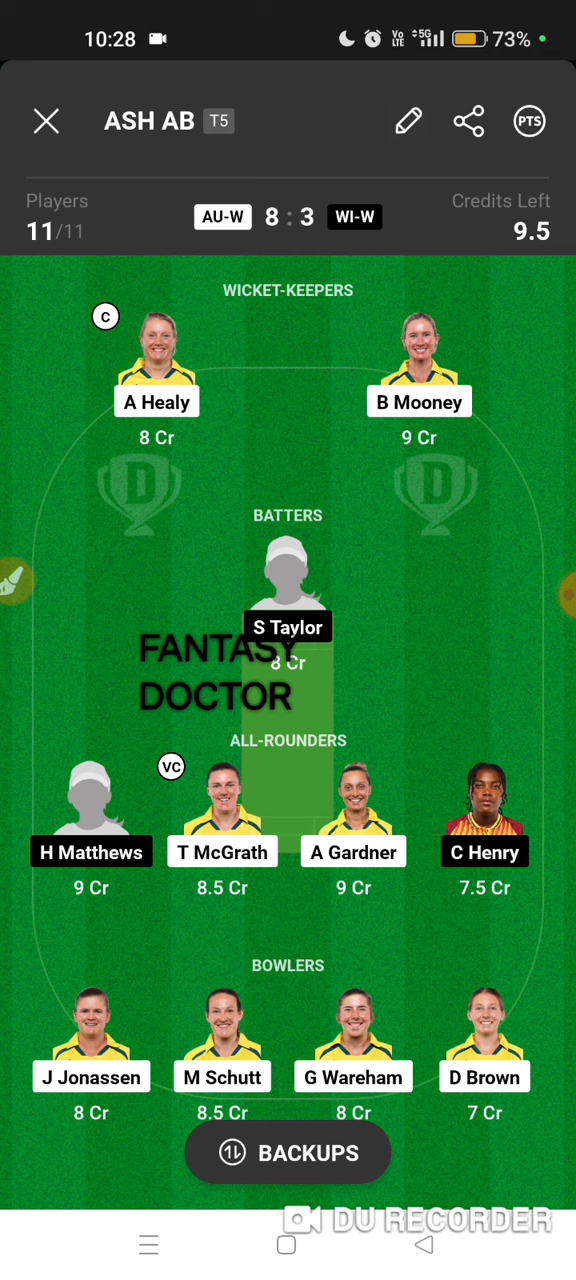 10:28
Vo LTE 5G 73%
ASH AB T5
PTS
Players
Credits Left
11/11
AU-W 8 : 3 WI-W
9.5
WICKET-KEEPERS
C
A Healy
B Mooney
8 Cr
9 Cr
D
D
BATTERS
S Taylor
8 Cr
FANTASY
DOCTOR
ALL-ROUNDERS
VC
H Matthews
T McGrath
A Gardner
C Henry
9 Cr
8.5 Cr
9 Cr
7.5 Cr
BOWLERS
J Jonassen
M Schutt
G Wareham
D Brown
8 Cr
8.5 Cr
8 Cr
7 Cr
BACKUPS
DU RECORDER